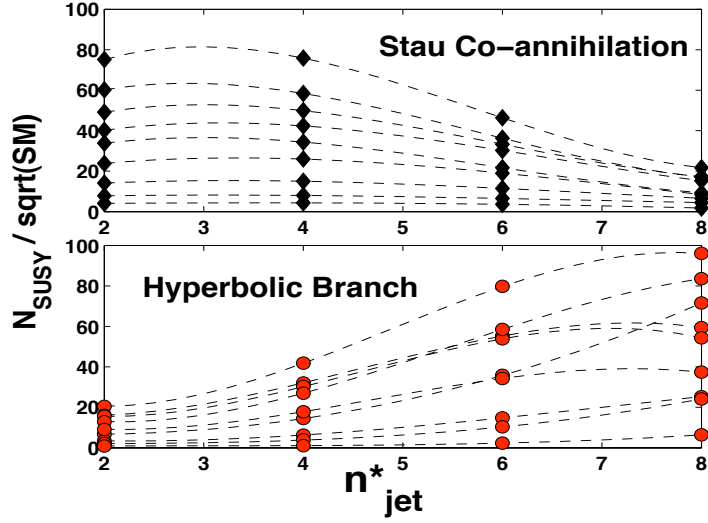 N_SUSY / sqrt(SM)
100
80
60
40
20
0
Stau Co-annihilation
2 3 4 5 6 7 8
100
80
60
40
20
0
Hyperbolic Branch
2 3 4 5 6 7 8
n*_jet